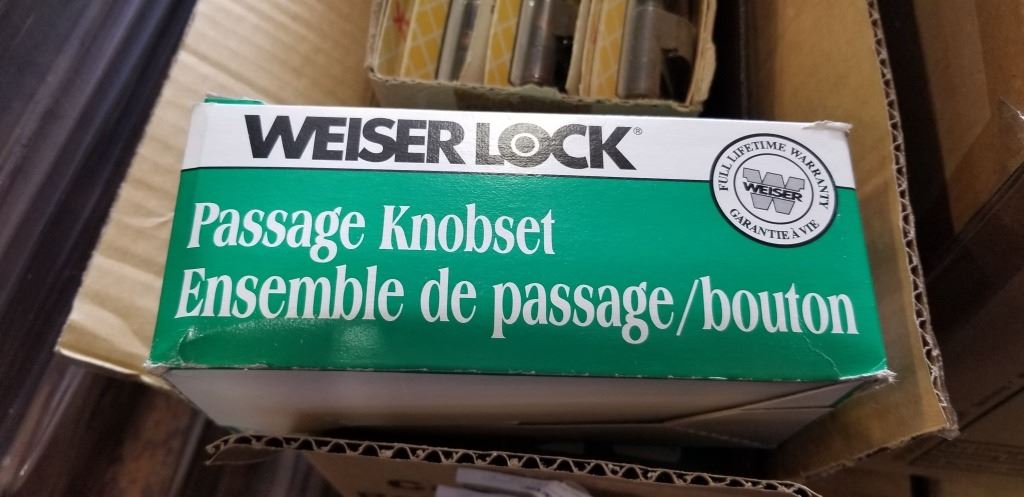 WEISER LOCK®
FULL LIFETIME WARRANTY
WEISER
GARANTIE À VIE
Passage Knobset
Ensemble de passage/bouton